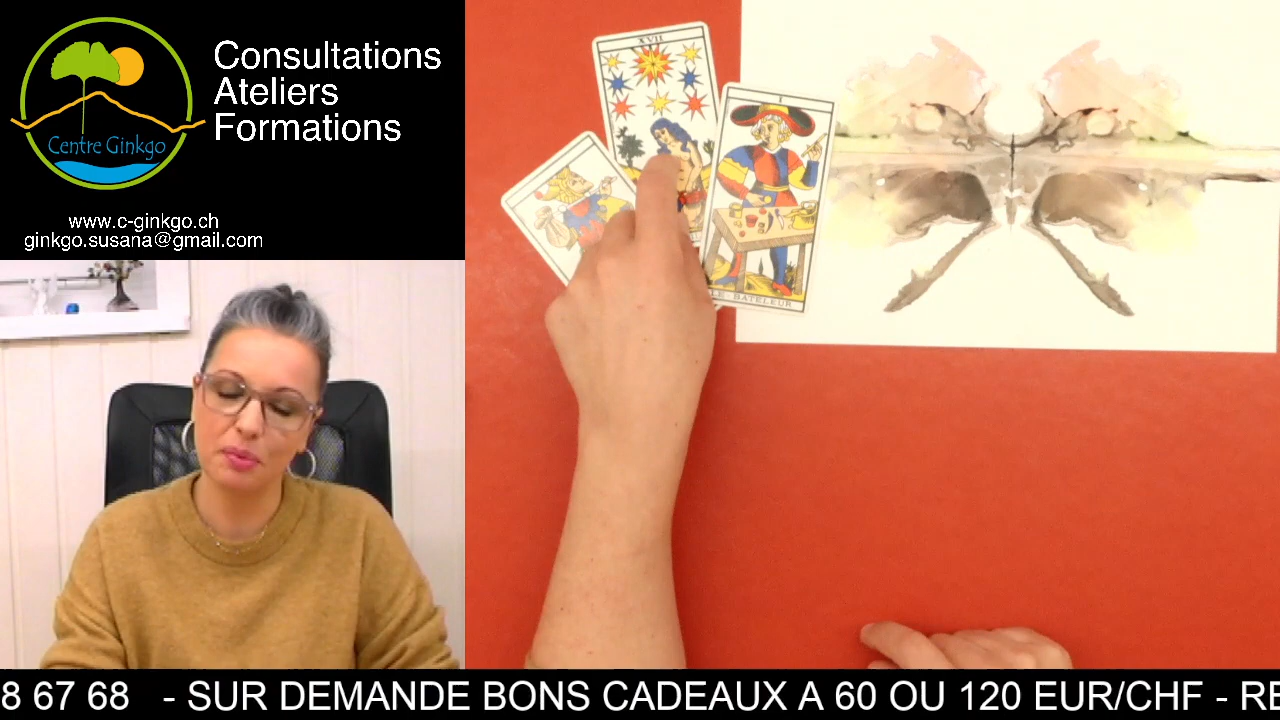 Consultations
Ateliers
Formations
Centre Ginkgo
www.c-ginkgo.ch
ginkgo.susana@gmail.com
XVII
I
LE · BATELEUR
8 67 68 - SUR DEMANDE BONS CADEAUX A 60 OU 120 EUR/CHF - RE